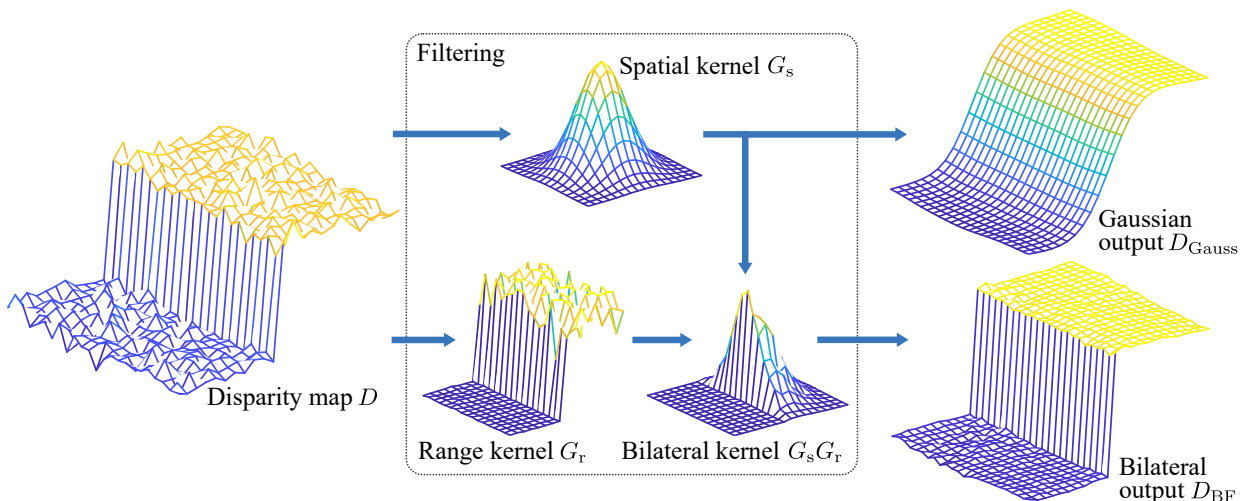 Filtering
Spatial kernel G_s
Gaussian
output D_Gauss
Disparity map D
Range kernel G_r
Bilateral kernel G_sG_r
Bilateral
output D_BF